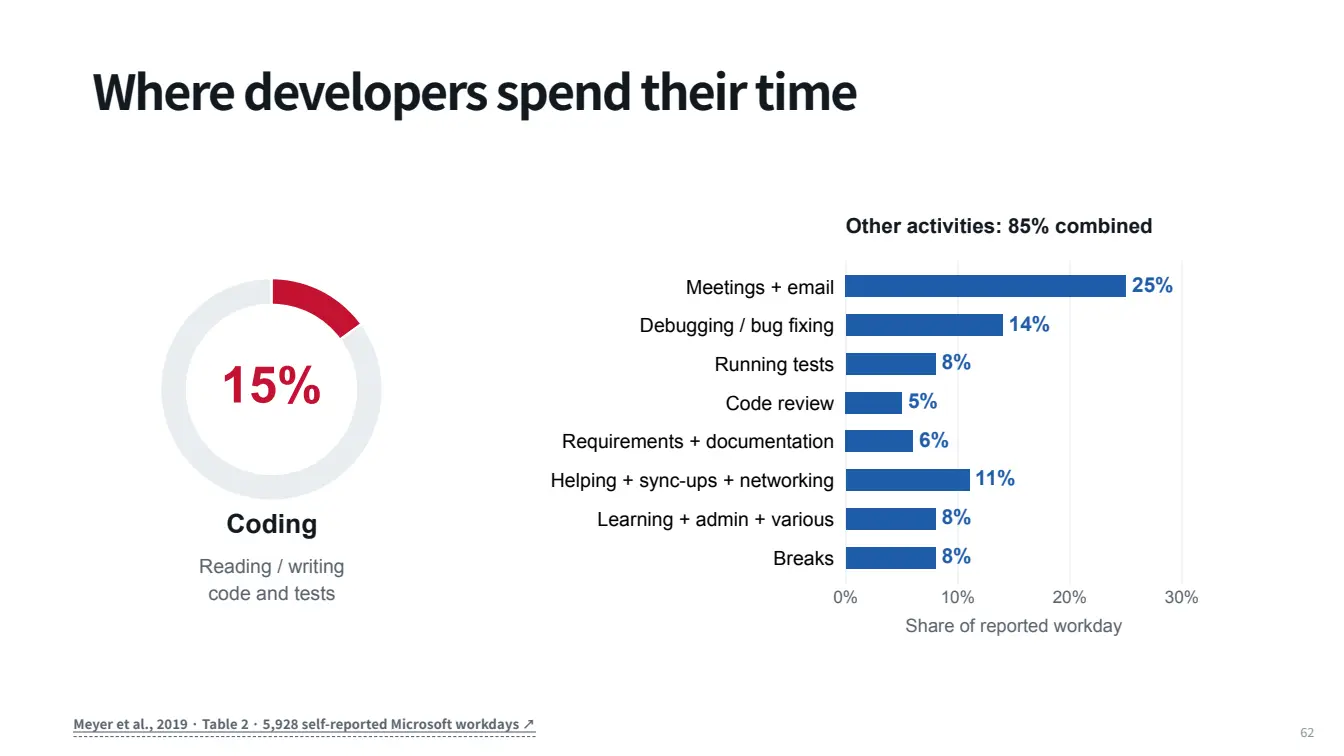 Where developers spend their time
15%
Coding
Reading / writing
code and tests
Other activities: 85% combined
Meetings + email 25%
Debugging / bug fixing 14%
Running tests 8%
Code review 5%
Requirements + documentation 6%
Helping + sync-ups + networking 11%
Learning + admin + various 8%
Breaks 8%
0% 10% 20% 30%
Share of reported workday
Meyer et al., 2019 · Table 2 · 5,928 self-reported Microsoft workdays ↗
62